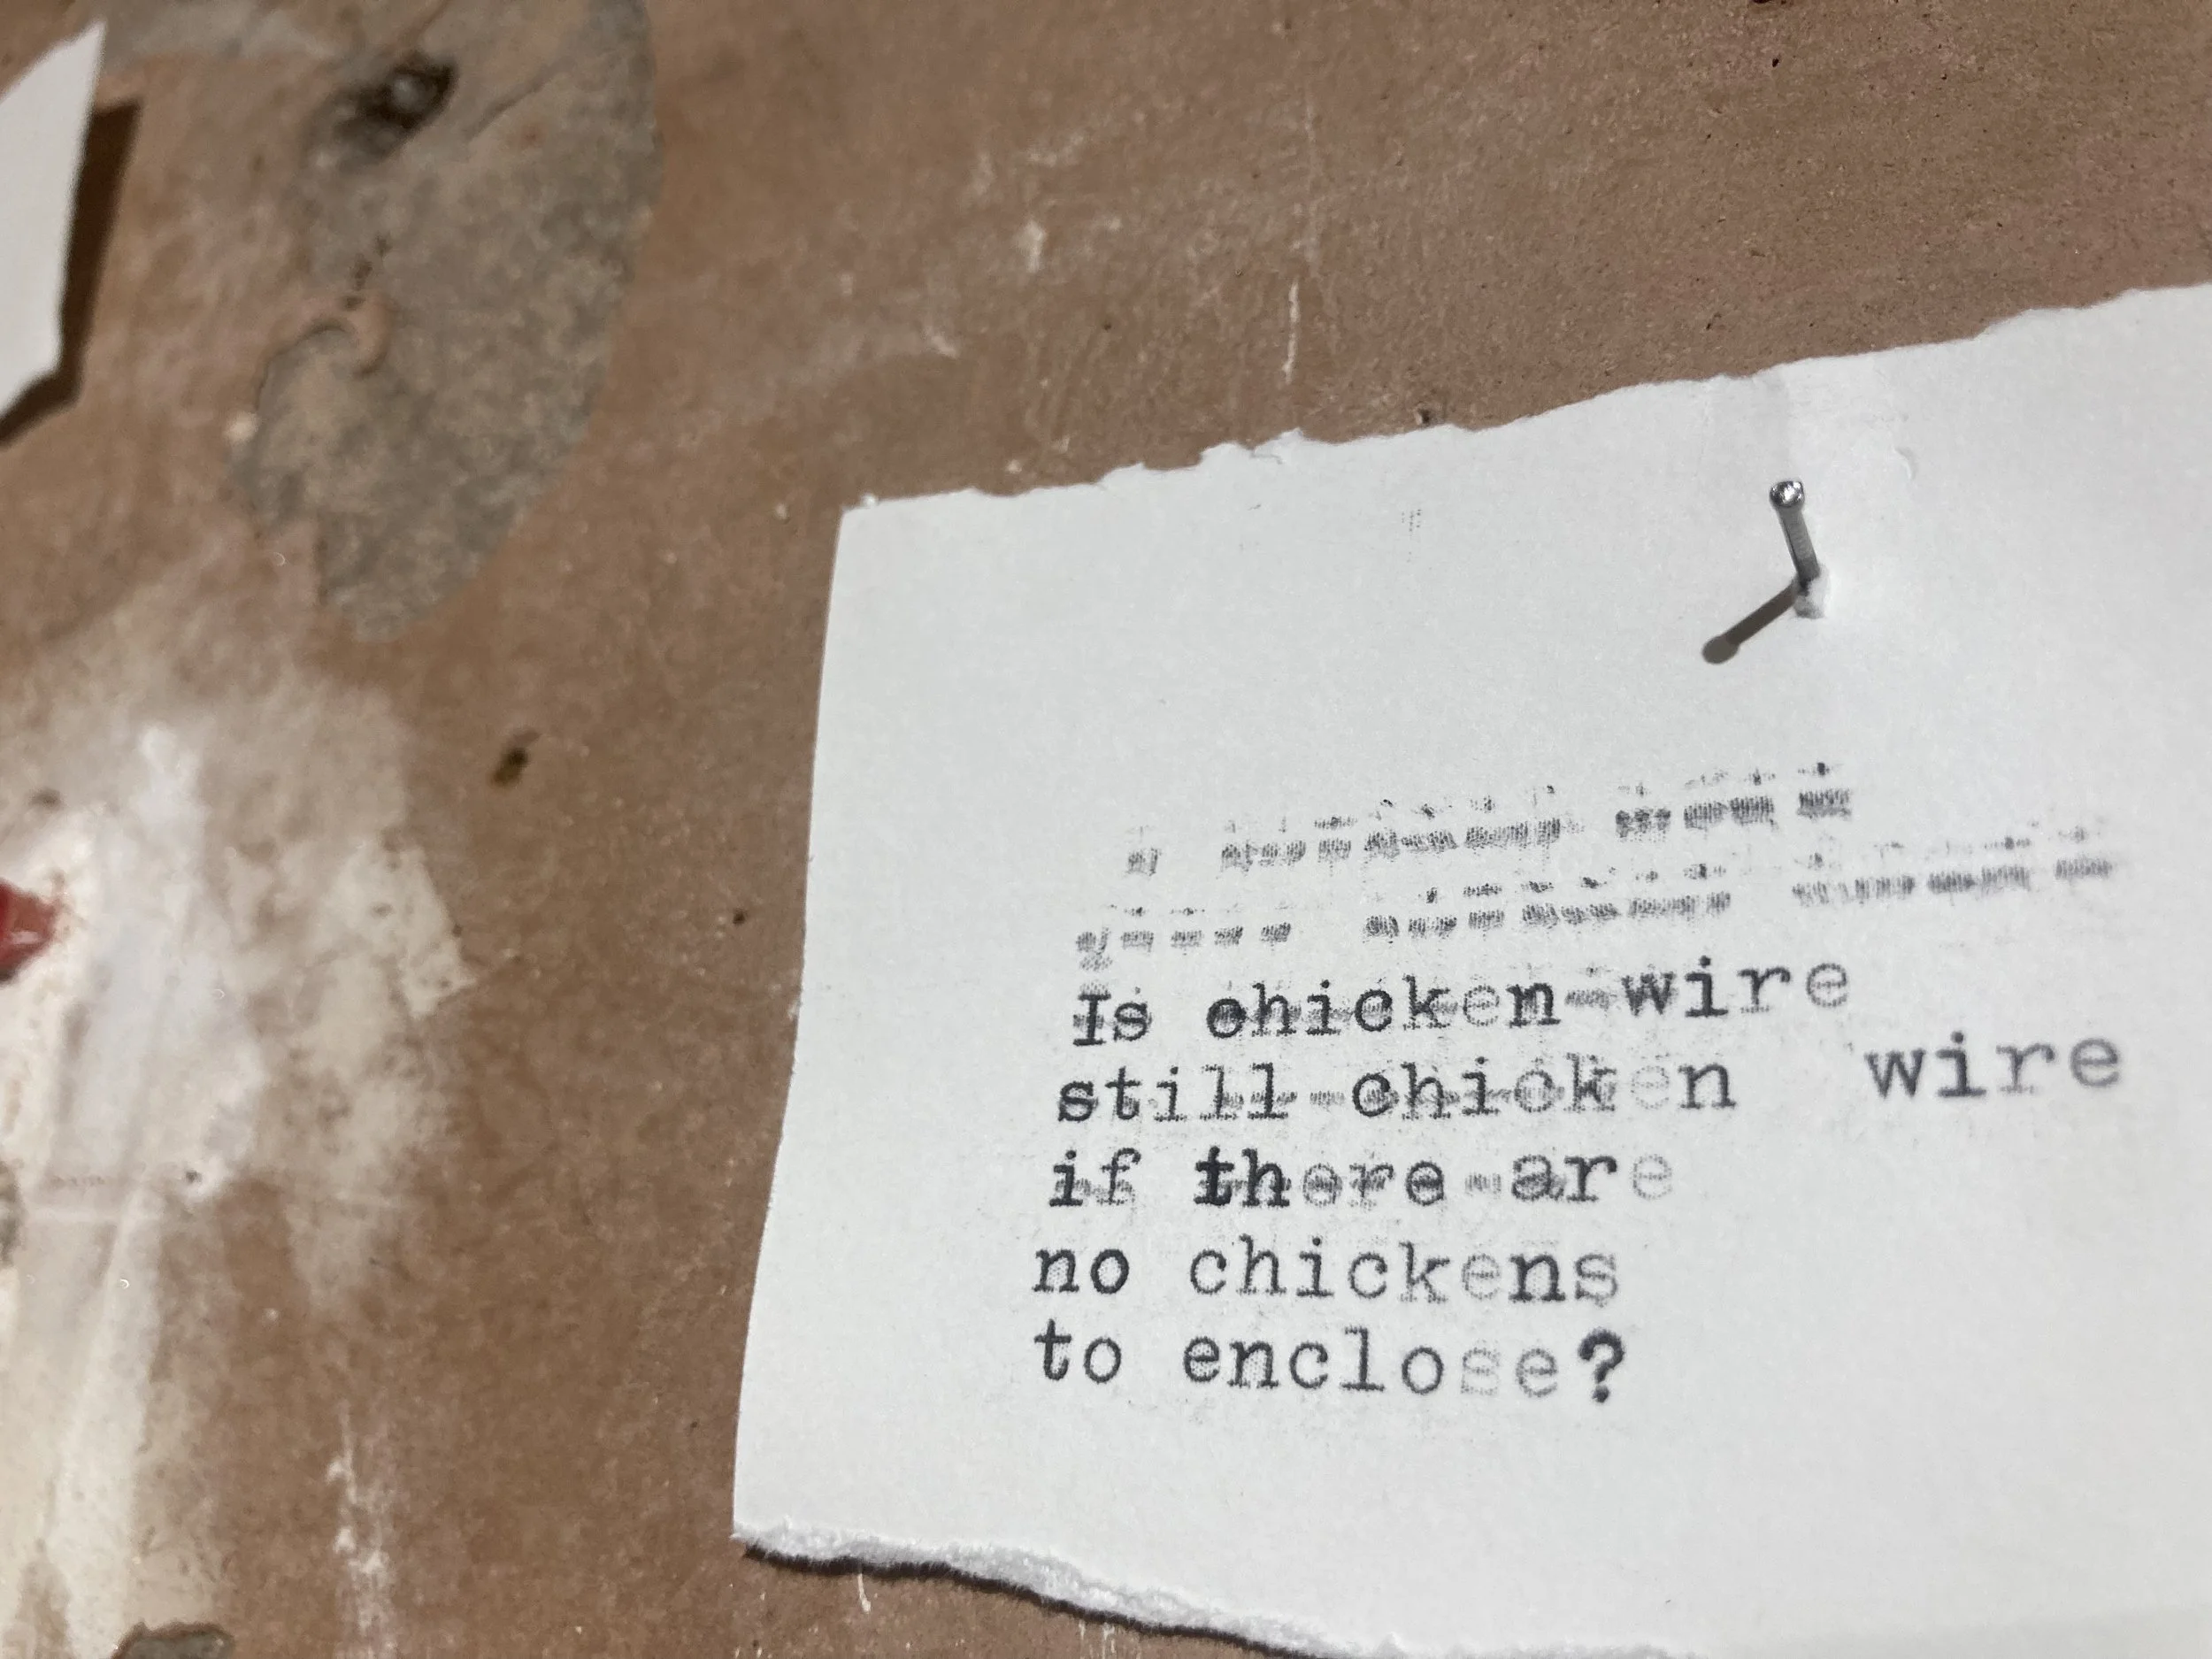 Is chicken wire
still chicken wire
if there are
no chickens
to enclose?